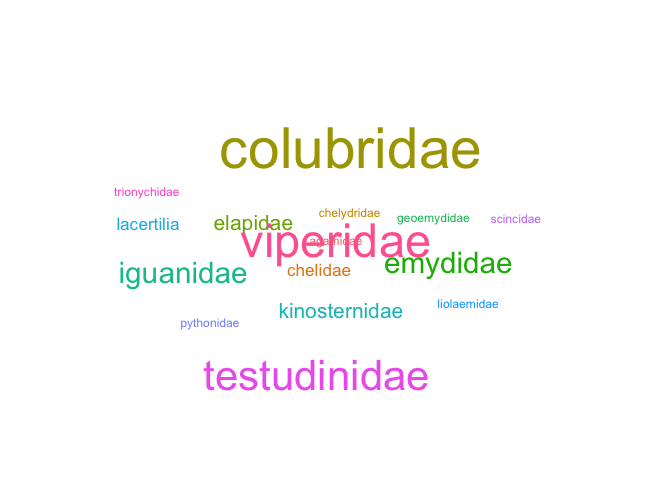 colubridae
trionychidae
chelydridae
geoemydidae
scincidae
lacertilia
elapidae
viperidae
agamidae
emydidae
iguanidae
chelidae
liolaemidae
kinosternidae
pythonidae
testudinidae